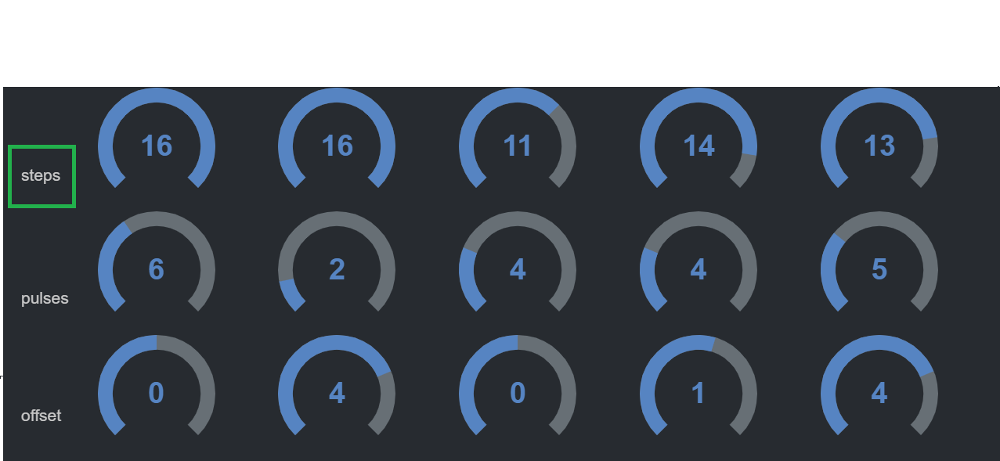 16 16 11 14 13
steps
6 2 4 4 5
pulses
0 4 0 1 4
offset